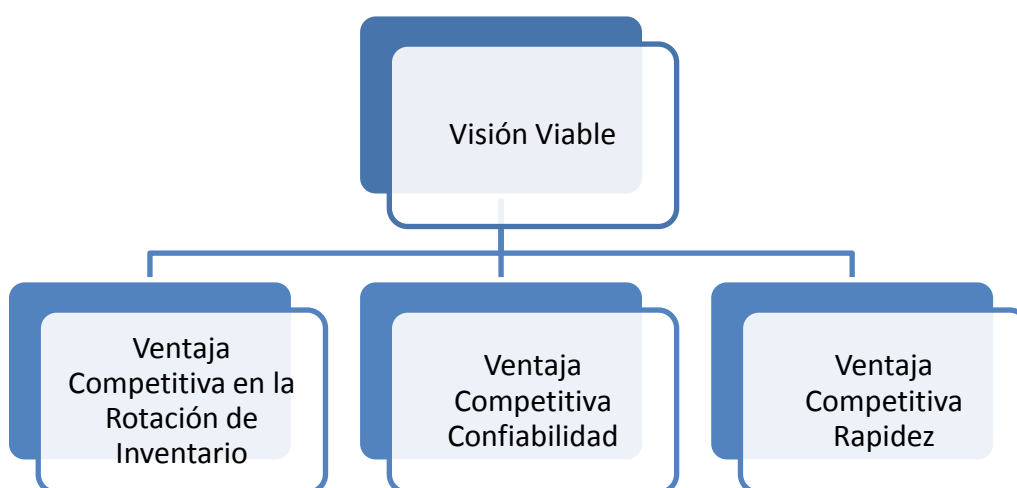 Visión Viable
Ventaja
Competitiva en la
Rotación de
Inventario
Ventaja
Competitiva
Confiabilidad
Ventaja
Competitiva
Rapidez